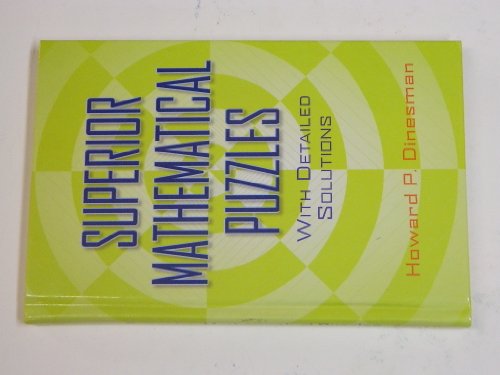 SUPERIOR
MATHEMATICAL
PUZZLES
WITH DETAILED
SOLUTIONS
Howard P. Dinesman